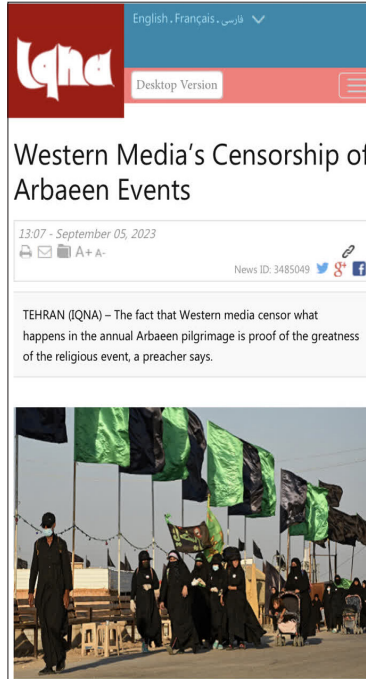 English . Français . فارسی
Iqna
Desktop Version
Western Media's Censorship of
Arbaeen Events
13:07 - September 05, 2023
A+ A-
News ID: 3485049
TEHRAN (IQNA) – The fact that Western media censor what
happens in the annual Arbaeen pilgrimage is proof of the greatness
of the religious event, a preacher says.